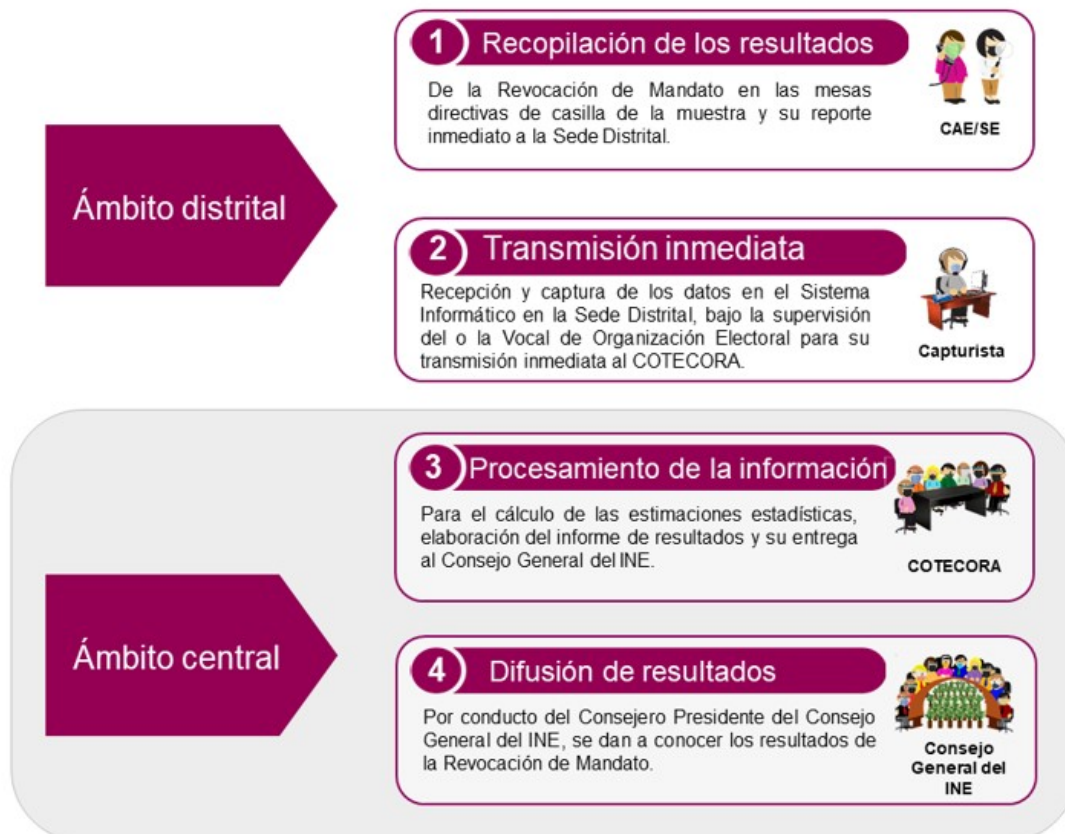 Ámbito distrital
1 Recopilación de los resultados
De la Revocación de Mandato en las mesas
directivas de casilla de la muestra y su reporte
inmediato a la Sede Distrital.
CAE/SE
2 Transmisión inmediata
Recepción y captura de los datos en el Sistema
Informático en la Sede Distrital, bajo la supervisión
del o la Vocal de Organización Electoral para su
transmisión inmediata al COTECORA.
Capturista
Ámbito central
3 Procesamiento de la información
Para el cálculo de las estimaciones estadísticas,
elaboración del informe de resultados y su entrega
al Consejo General del INE.
COTECORA
4 Difusión de resultados
Por conducto del Consejero Presidente del Consejo
General del INE, se dan a conocer los resultados de
la Revocación de Mandato.
Consejo
General del
INE